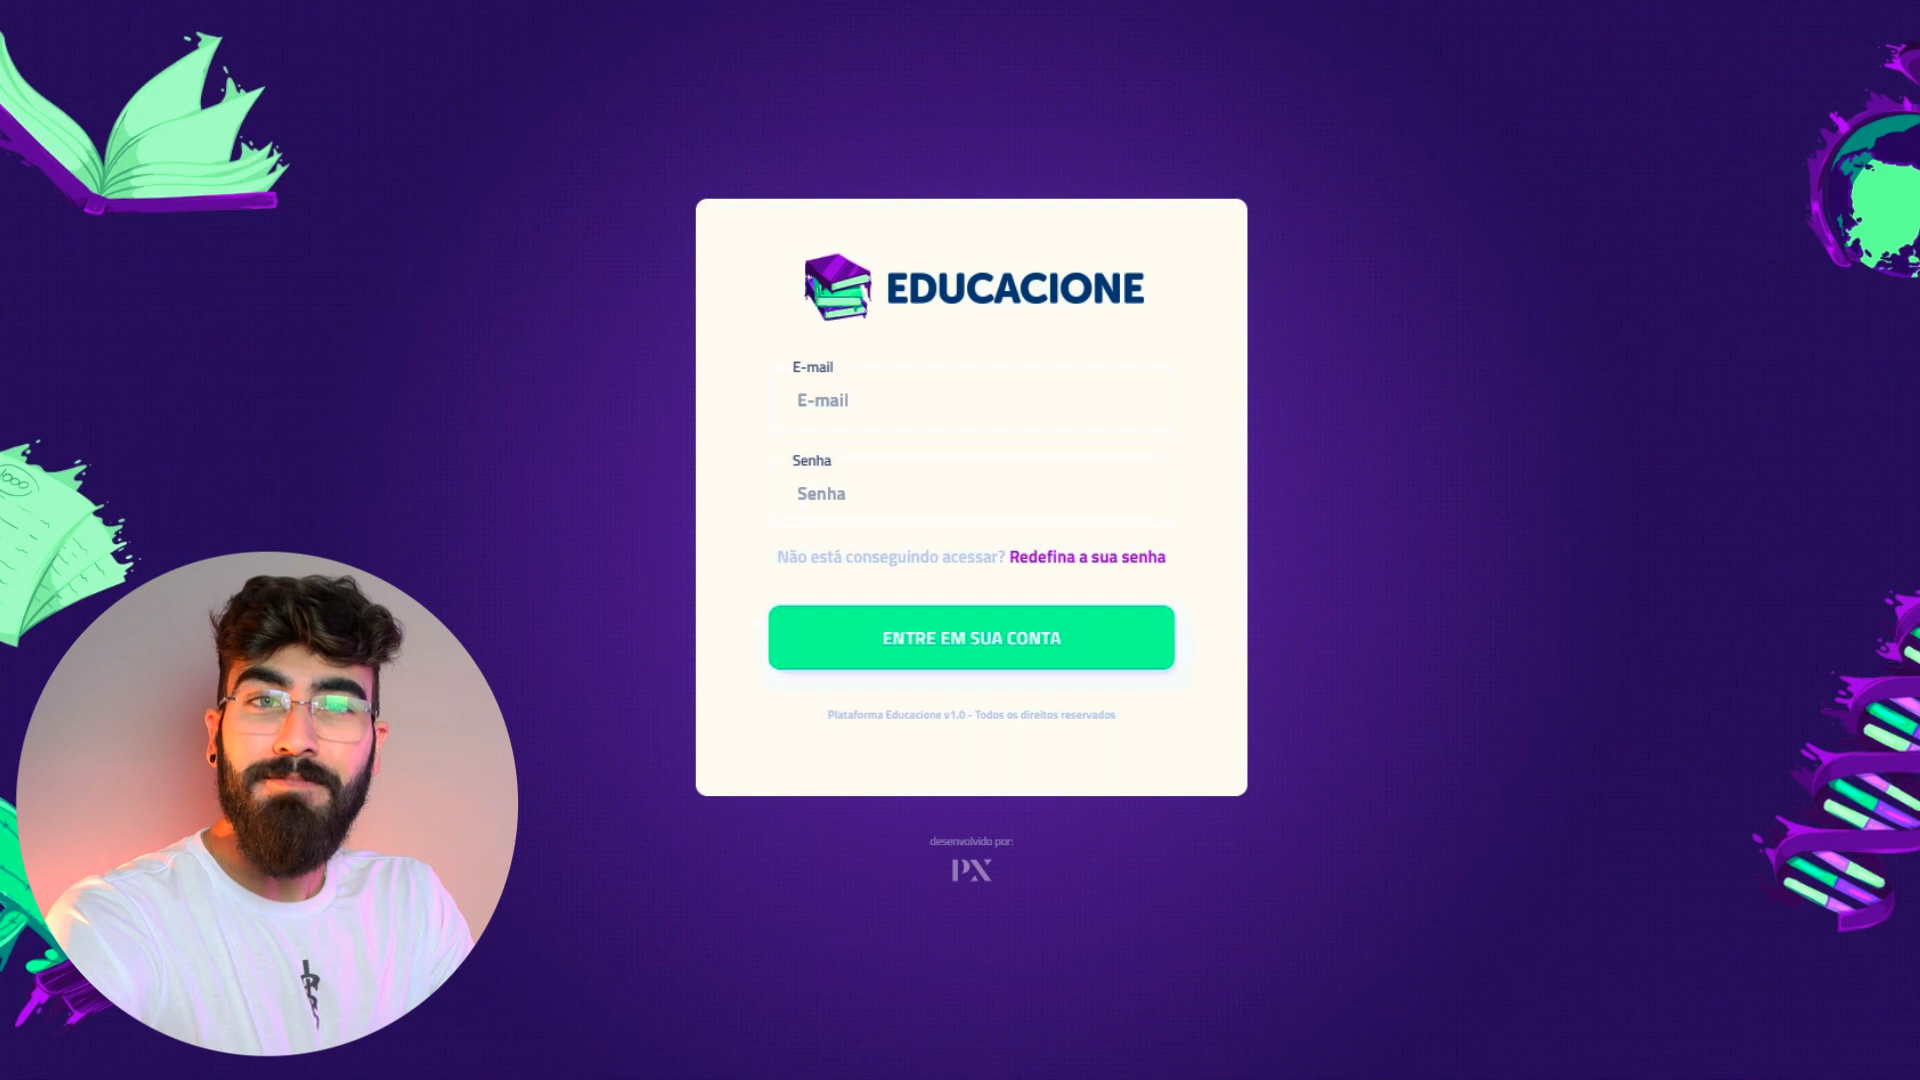 EDUCACIONE
E-mail
E-mail
Senha
Senha
Não está conseguindo acessar? Redefina a sua senha
ENTRE EM SUA CONTA
Plataforma Educacione v1.0 - Todos os direitos reservados
desenvolvido por:
PX